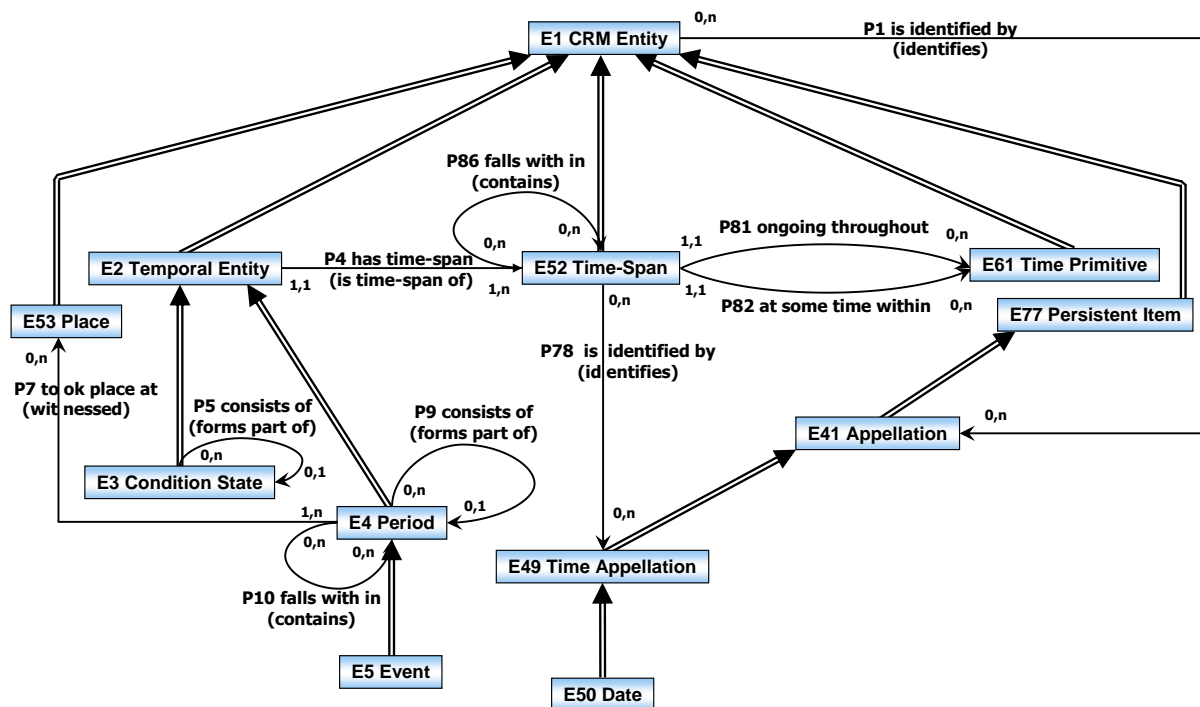 0,n
P1 is identified by
(identifies)
E1 CRM Entity
P86 falls with in
(contains)
P81 ongoing throughout
0,n
0,n
1,1
0,n
E2 Temporal Entity
P4 has time-span
(is time-span of)
E52 Time-Span
E61 Time Primitive
1,1
1,n
0,n
1,1
P82 at some time within
0,n
E53 Place
E77 Persistent Item
0,n
P78 is identified by
(identifies)
P7 to ok place at
(witnessed)
P5 consists of
(forms part of)
P9 consists of
(forms part of)
0,n
E41 Appellation
0,n
0,1
E3 Condition State
0,n
0,1
1,n
E4 Period
0,n
0,n
0,n
E49 Time Appellation
P10 falls with in
(contains)
E5 Event
E50 Date